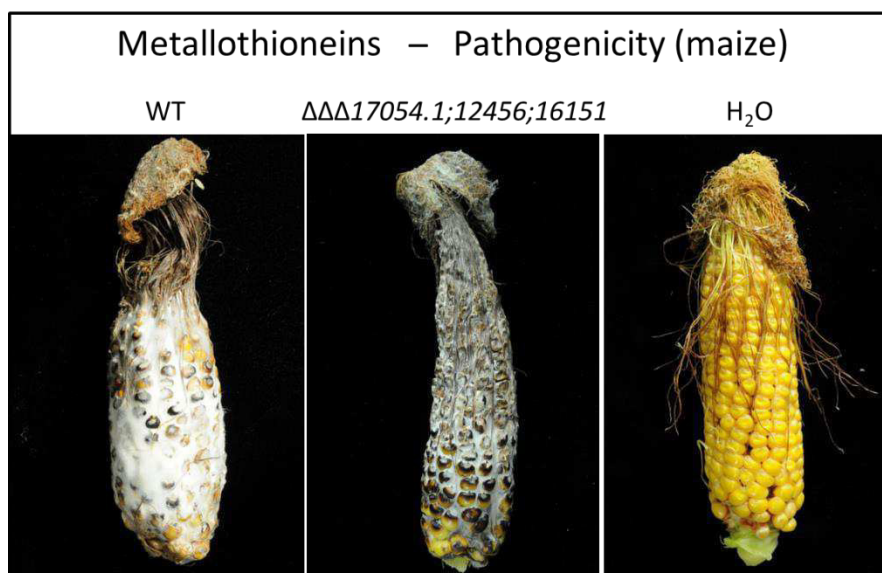 Metallothioneins – Pathogenicity (maize)
WT ΔΔΔ17054.1;12456;16151 H₂O